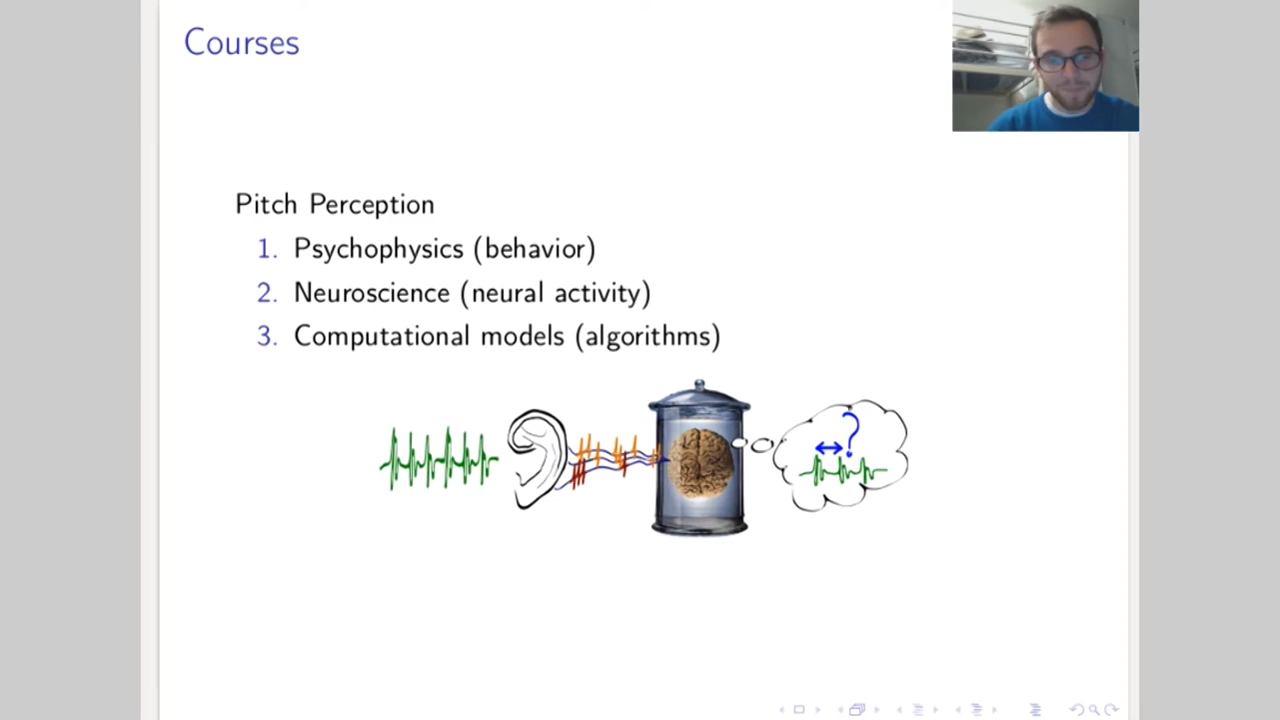 Courses
Pitch Perception
1. Psychophysics (behavior)
2. Neuroscience (neural activity)
3. Computational models (algorithms)
?